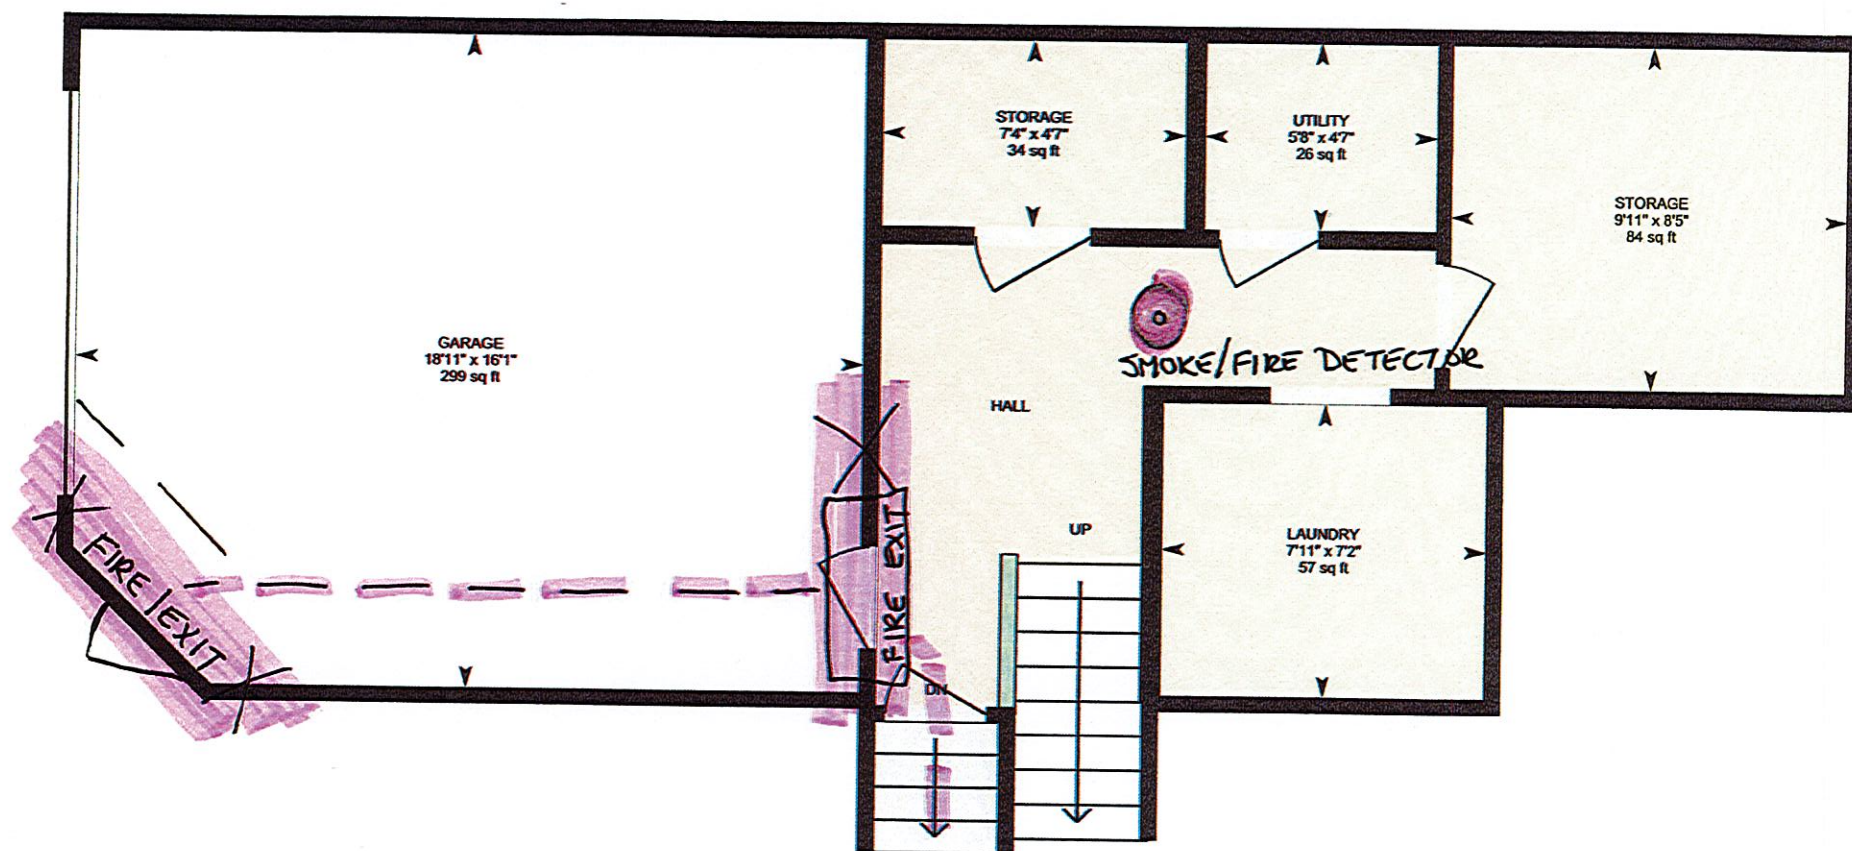 STORAGE
7'4" x 4'7"
34 sq ft
UTILITY
5'8" x 4'7"
26 sq ft
STORAGE
9'11" x 8'5"
84 sq ft
GARAGE
18'11" x 16'1"
299 sq ft
SMOKE/FIRE DETECTOR
HALL
FIRE EXIT
FIRE EXIT
UP
LAUNDRY
7'11" x 7'2"
57 sq ft
DN